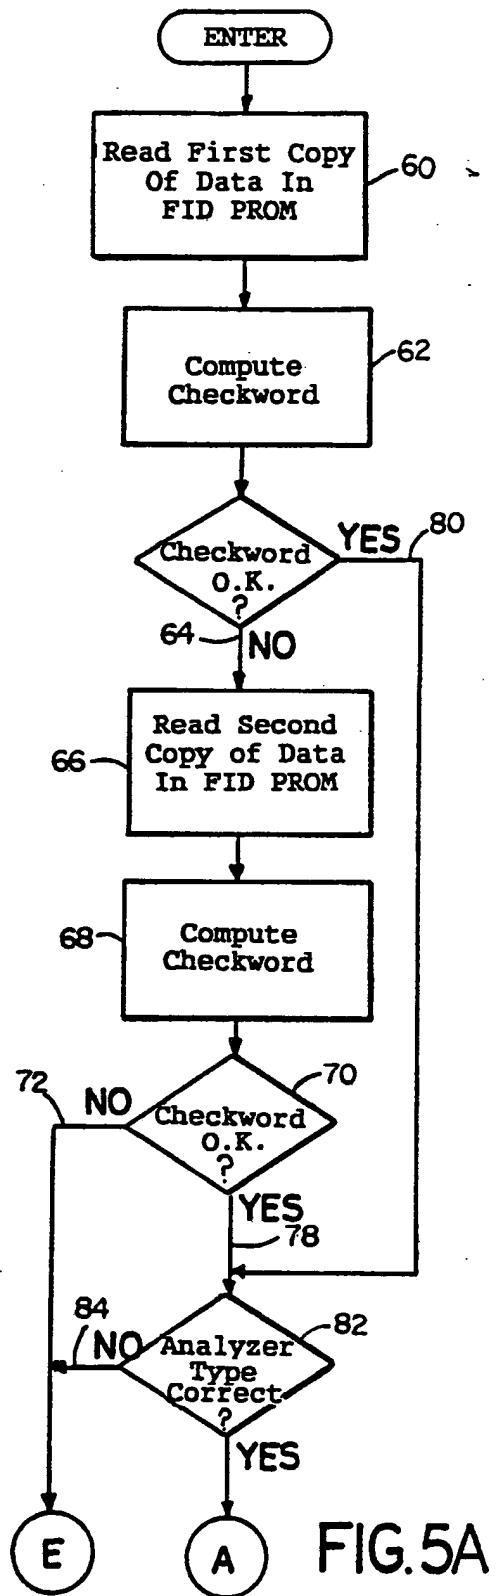 ENTER
Read First Copy
Of Data In
FID PROM
60
Compute
Checkword
62
Checkword
O.K.
?
YES
80
64
NO
Read Second
Copy of Data
In FID PROM
66
Compute
Checkword
68
Checkword
O.K.
?
70
72
NO
YES
78
Analyzer
Type
Correct
?
82
84
NO
YES
E
A
FIG.5A